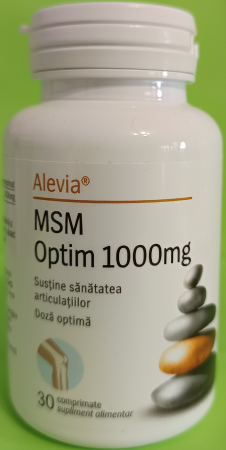 Alevia®
MSM
Optim 1000mg
Susține sănătatea
articulațiilor
Doză optimă
30 comprimate
supliment alimentar